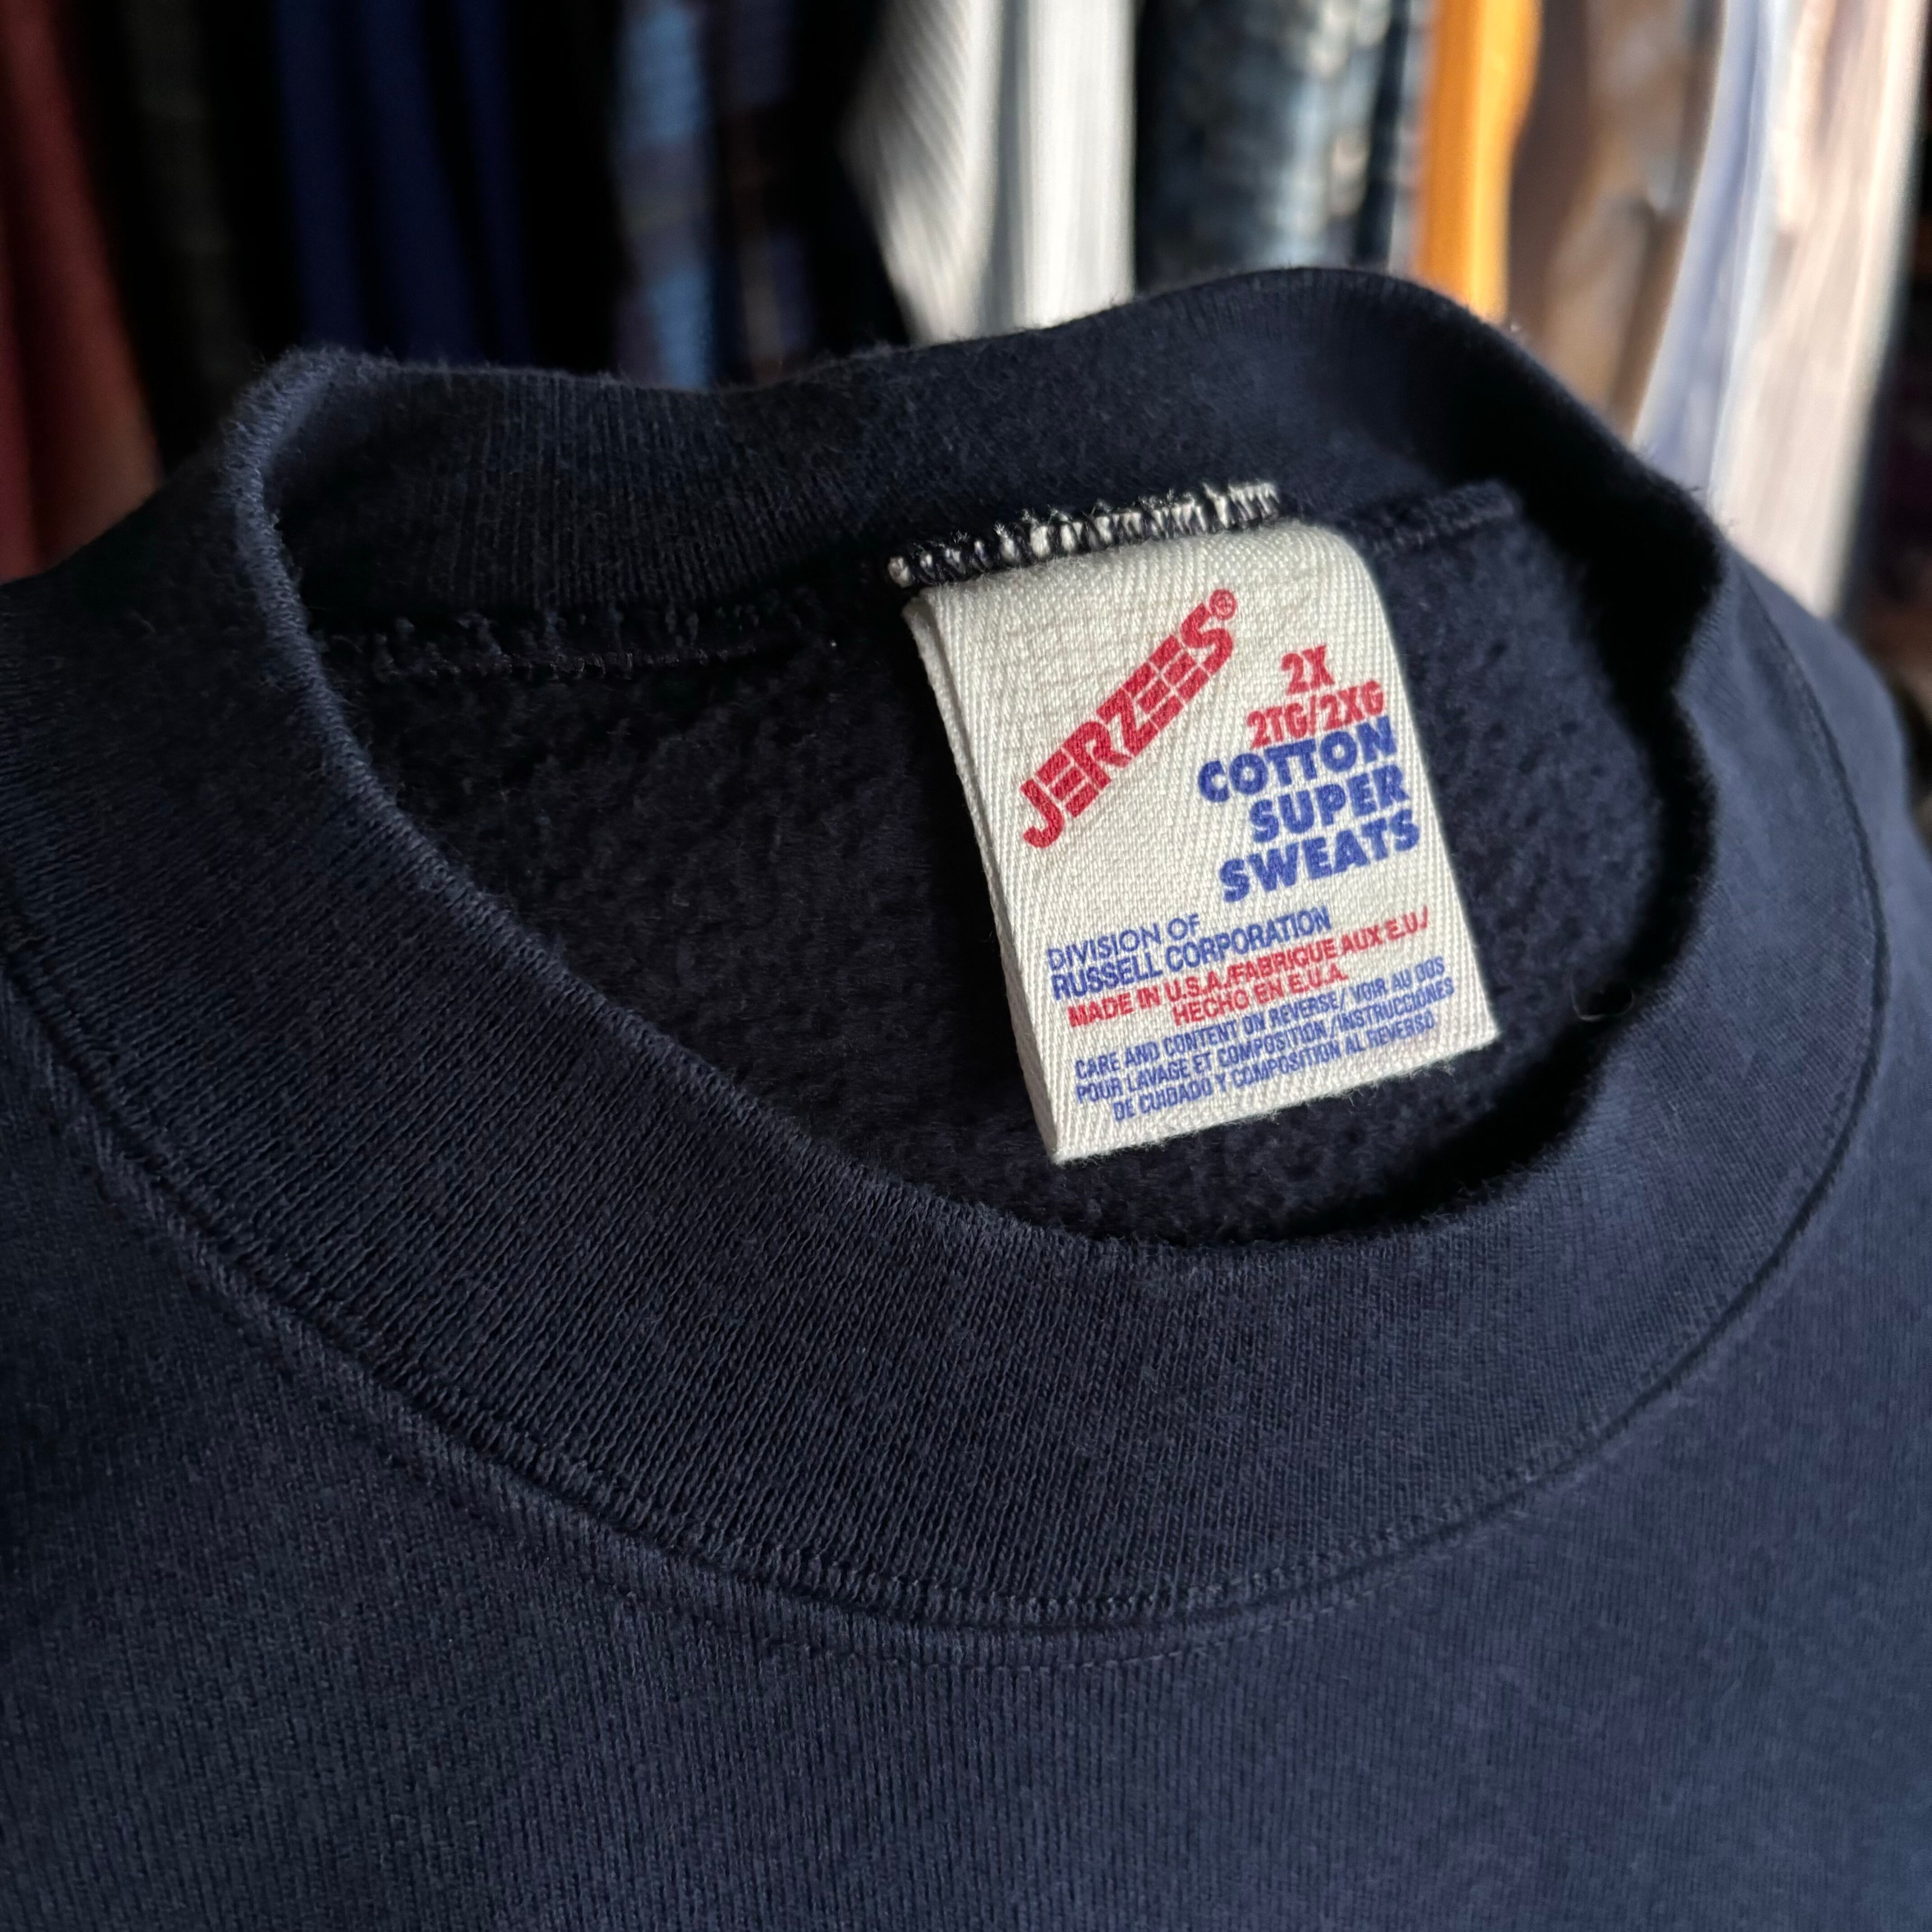 JERZEES®
2X
2TG/2XG
COTTON
SUPER
SWEATS
DIVISION OF
RUSSELL CORPORATION
MADE IN U.S.A./FABRIQUE AUX E.U./
HECHO EN E.U.A.
CARE AND CONTENT ON REVERSE/ VOIR AU DOS
POUR LAVAGE ET COMPOSITION/INSTRUCCIONES
DE CUIDADO Y COMPOSITION AL REVERSO